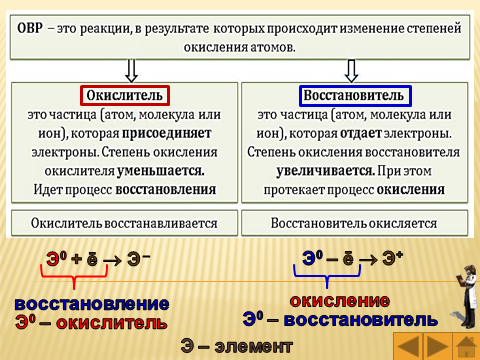 ОВР – это реакции, в результате которых происходит изменение степеней
окисления атомов.
Окислитель
это частица (атом, молекула или
ион), которая присоединяет
электроны. Степень окисления
окислителя уменьшается.
Идет процесс восстановления
Восстановитель
это частица (атом, молекула или
ион), которая отдает электроны.
Степень окисления восстановителя
увеличивается. При этом
протекает процесс окисления
Окислитель восстанавливается
Восстановитель окисляется
Э⁰ + ē → Э⁻
восстановление
Э⁰ – окислитель
Э⁰ – ē → Э⁺
окисление
Э⁰ – восстановитель
Э – элемент